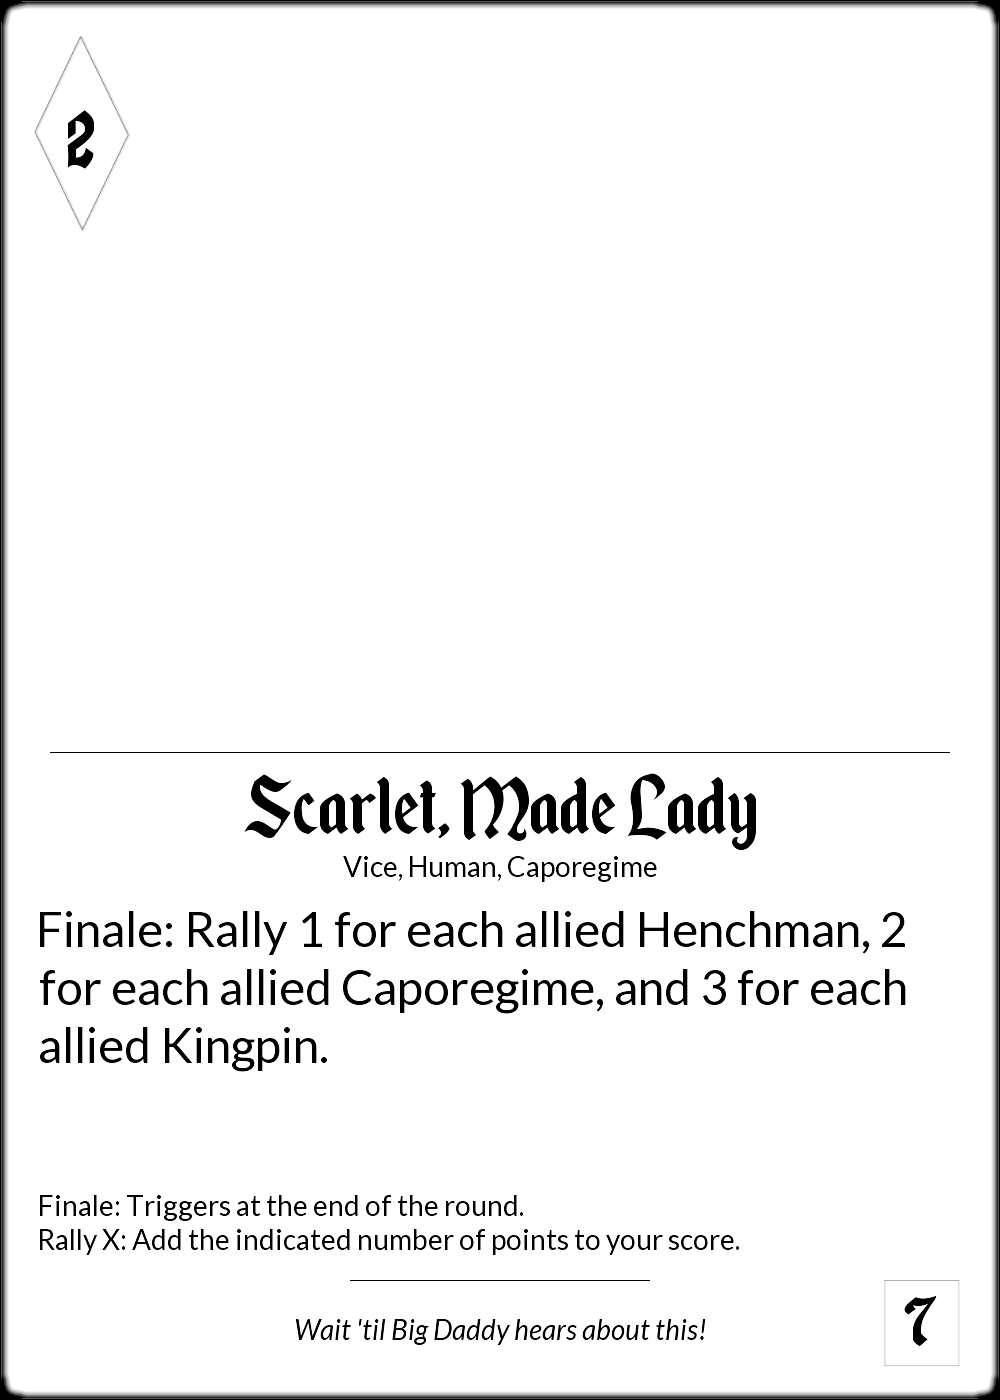 2
Scarlet, Made Lady
Vice, Human, Caporegime
Finale: Rally 1 for each allied Henchman, 2
for each allied Caporegime, and 3 for each
allied Kingpin.
Finale: Triggers at the end of the round.
Rally X: Add the indicated number of points to your score.
Wait 'til Big Daddy hears about this!
7